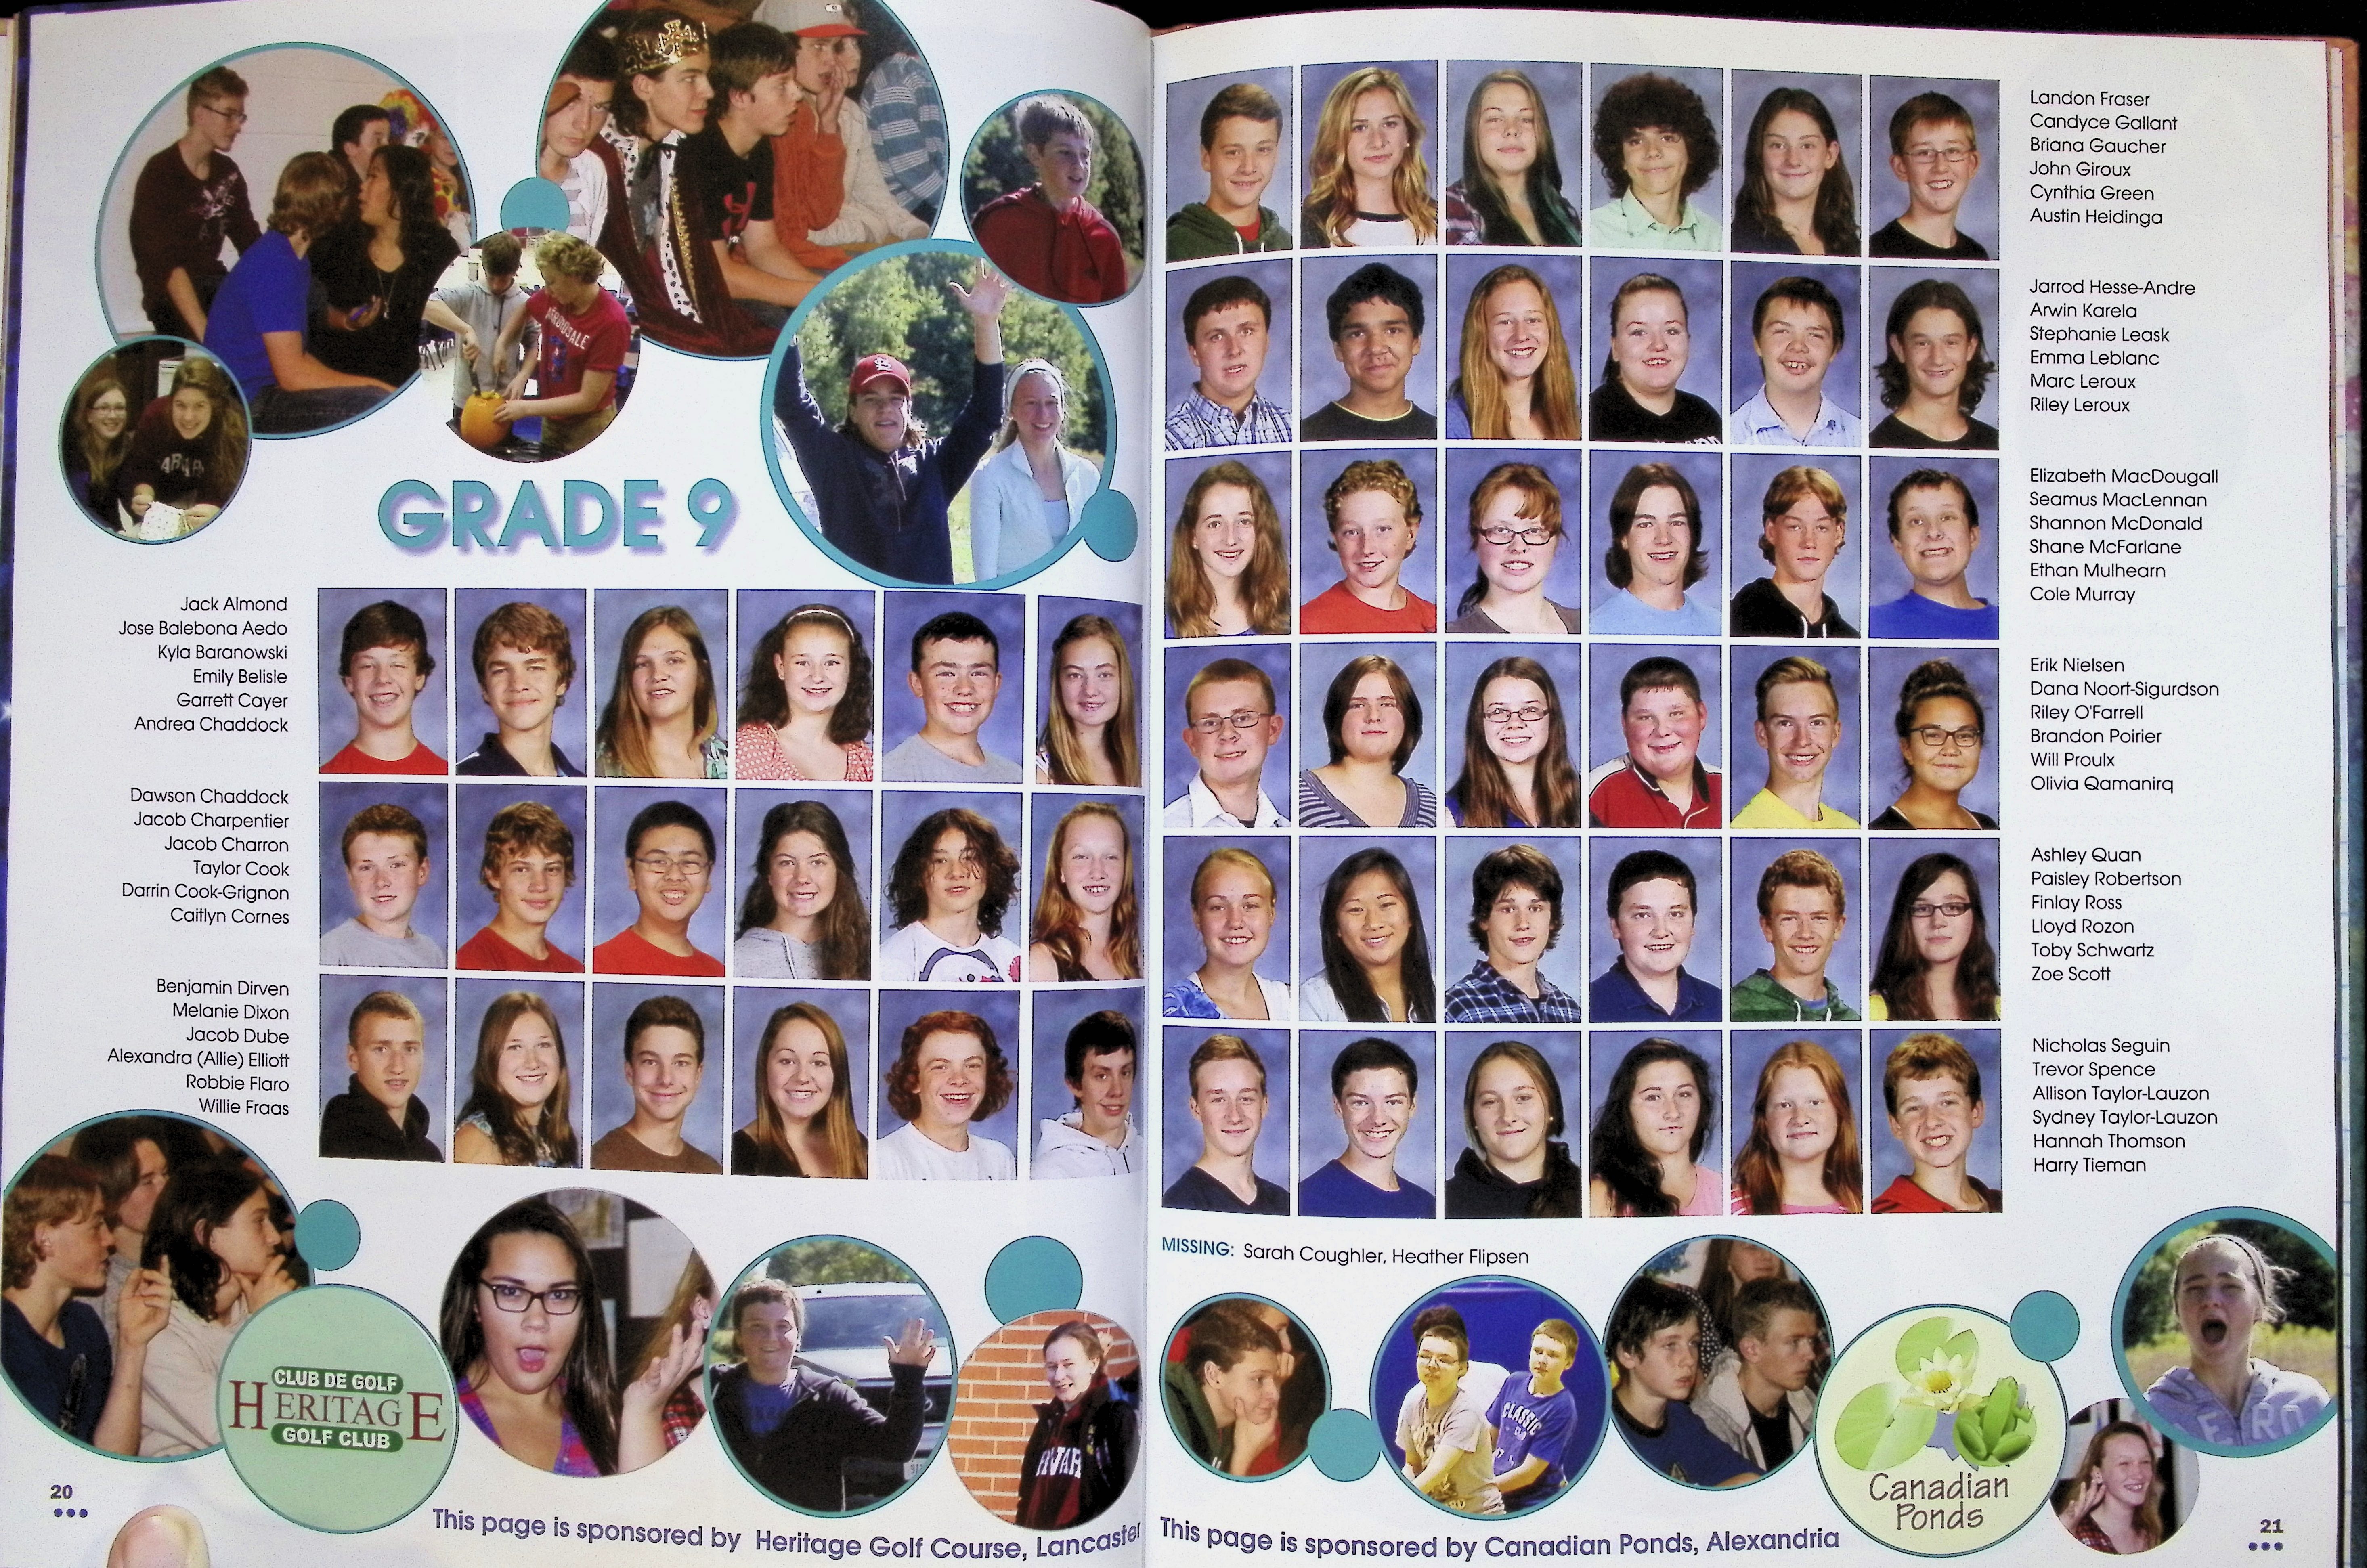 GRADE 9
Jack Almond
Jose Balebona Aedo
Kyla Baranowski
Emily Belisle
Garrett Cayer
Andrea Chaddock
Dawson Chaddock
Jacob Charpentier
Jacob Charron
Taylor Cook
Darrin Cook-Grignon
Caitlyn Cornes
Benjamin Dirven
Melanie Dixon
Jacob Dube
Alexandra (Allie) Elliott
Robbie Flaro
Willie Fraas
CLUB DE GOLF
HERITAGE
GOLF CLUB
20
This page is sponsored by Heritage Golf Course, Lancaster
Landon Fraser
Candyce Gallant
Briana Gaucher
John Giroux
Cynthia Green
Austin Heidinga
Jarrod Hesse-Andre
Arwin Karela
Stephanie Leask
Emma Leblanc
Marc Leroux
Riley Leroux
Elizabeth MacDougall
Seamus MacLennan
Shannon McDonald
Shane McFarlane
Ethan Mulhearn
Cole Murray
Erik Nielsen
Dana Noort-Sigurdson
Riley O'Farrell
Brandon Poirier
Will Proulx
Olivia Qamanirq
Ashley Quan
Paisley Robertson
Finlay Ross
Lloyd Rozon
Toby Schwartz
Zoe Scott
Nicholas Seguin
Trevor Spence
Allison Taylor-Lauzon
Sydney Taylor-Lauzon
Hannah Thomson
Harry Tieman
MISSING: Sarah Coughler, Heather Flipsen
CLASSIC
Canadian
Ponds
This page is sponsored by Canadian Ponds, Alexandria
21